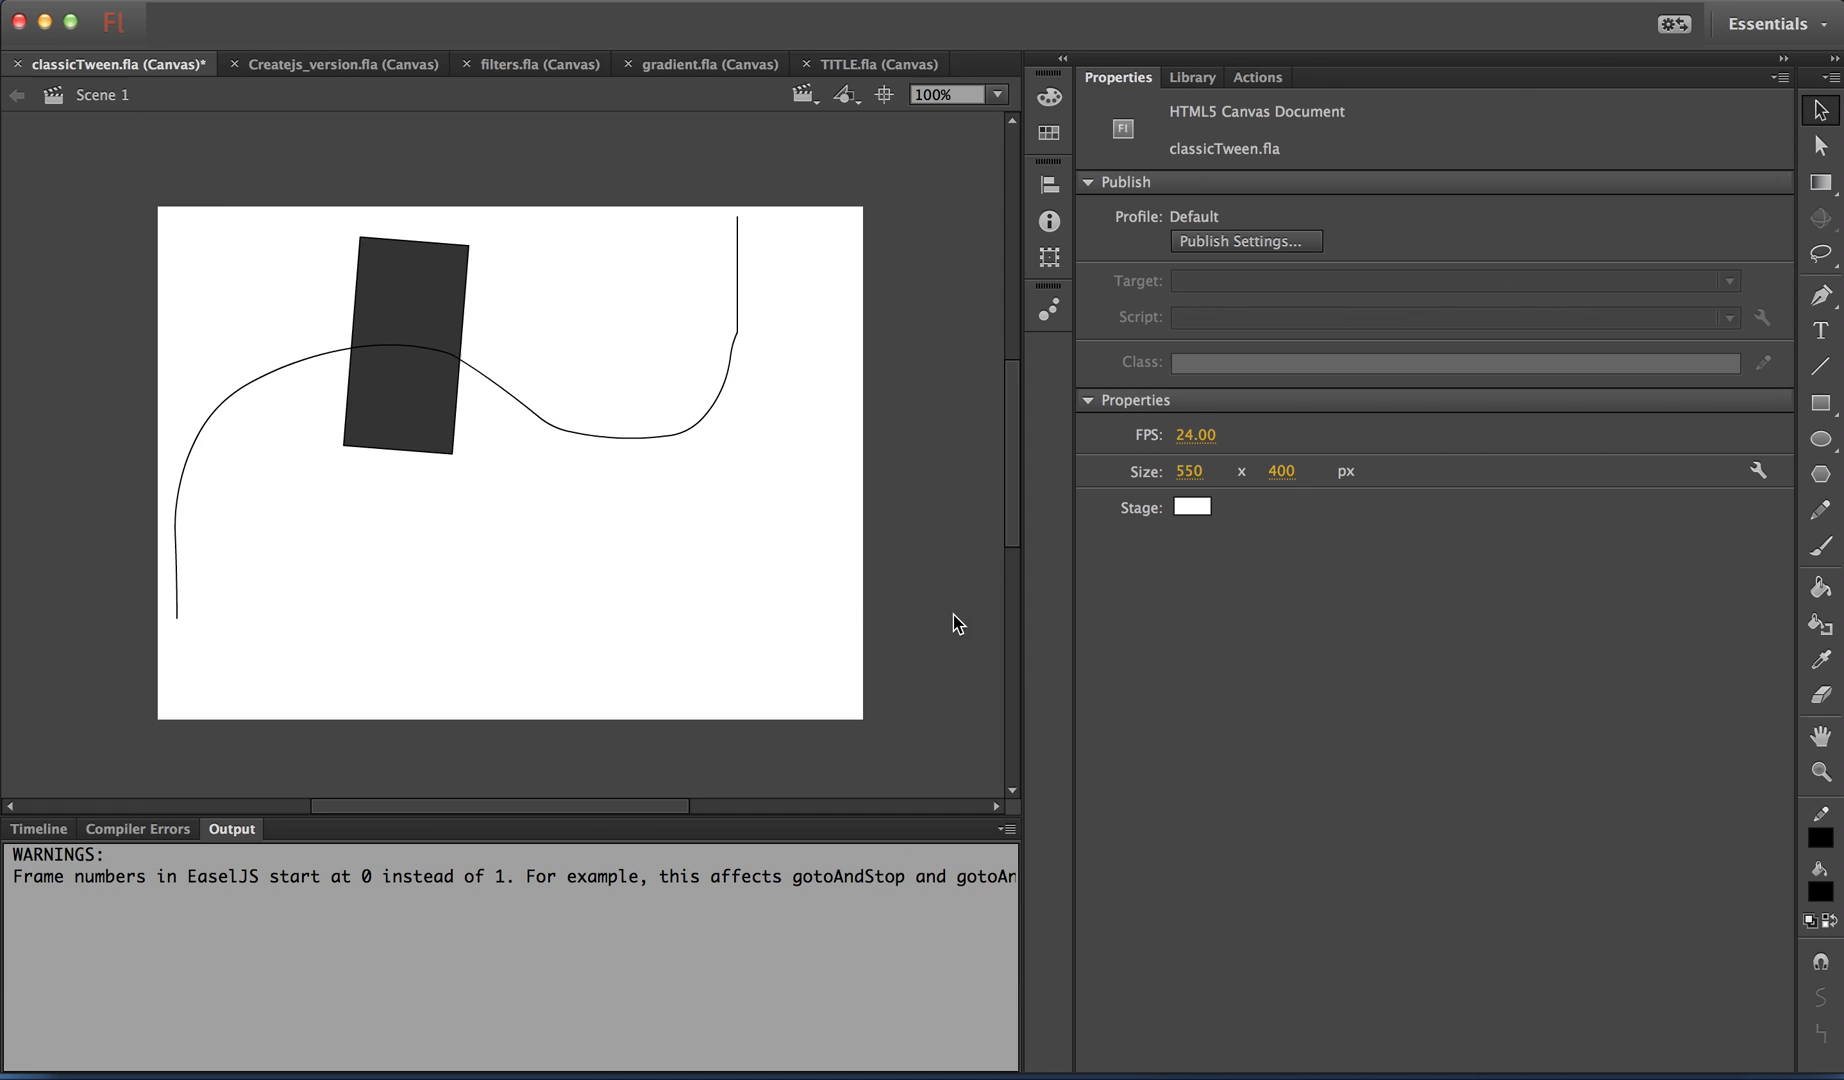 Fl
Essentials
classicTween.fla (Canvas)*
Createjs_version.fla (Canvas)
filters.fla (Canvas)
gradient.fla (Canvas)
TITLE.fla (Canvas)
Scene 1
100%
Properties
Library
Actions
HTML5 Canvas Document
Fl
classicTween.fla
Publish
Profile: Default
Publish Settings...
Target:
Script:
Class:
Properties
FPS: 24.00
Size: 550 x 400 px
Stage:
T
Timeline
Compiler Errors
Output
WARNINGS:
Frame numbers in EaselJS start at 0 instead of 1. For example, this affects gotoAndStop and gotoAn